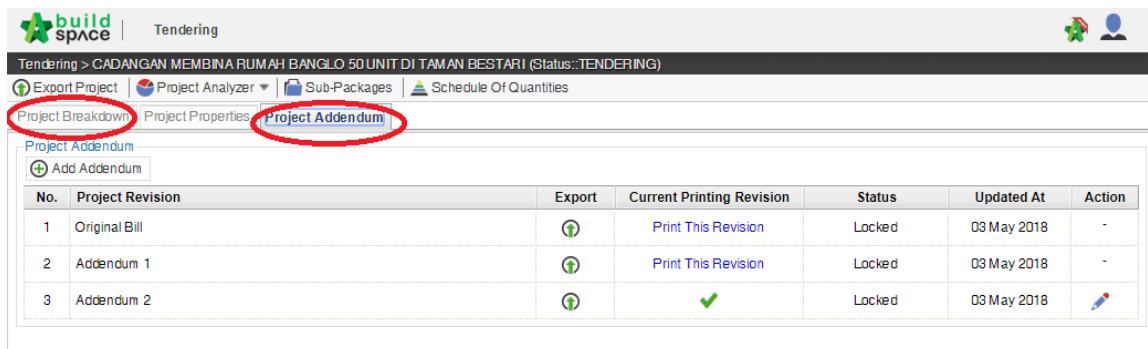 build space Tendering
Tendering > CADANGAN MEMBINA RUMAH BANGLO 50 UNIT DI TAMAN BESTARI (Status::TENDERING)
Export Project Project Analyzer Sub-Packages Schedule Of Quantities
Project Breakdown Project Properties Project Addendum
Project Addendum
Add Addendum
No. Project Revision Export Current Printing Revision Status Updated At Action
1 Original Bill Print This Revision Locked 03 May 2018 -
2 Addendum 1 Print This Revision Locked 03 May 2018 -
3 Addendum 2 Locked 03 May 2018